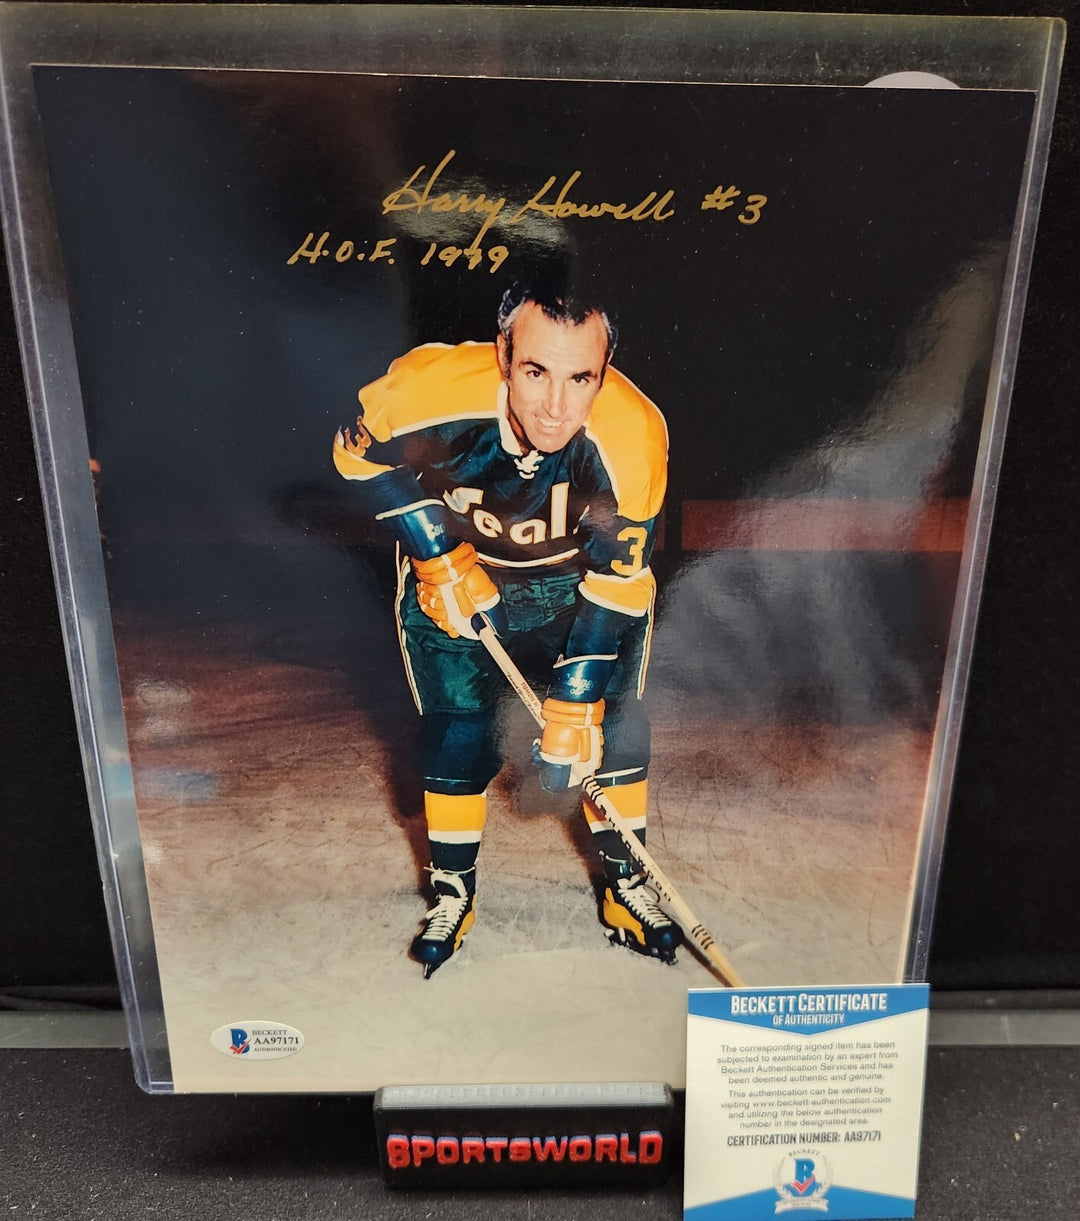 Harry Howell #3
H.O.F. 1979
Seals
3
BECKETT
AA97171
AUTHENTICATED
BECKETT CERTIFICATE
OF AUTHENTICITY
The corresponding signed item has been
subjected to examination by an expert from
Beckett Authentication Services and has
been deemed authentic and genuine.
This authentication can be verified by
visiting www.beckett-authentication.com
and utilizing the below authentication
number in the designated area.
CERTIFICATION NUMBER: AA97171
BECKETT
B
SPORTSWORLD